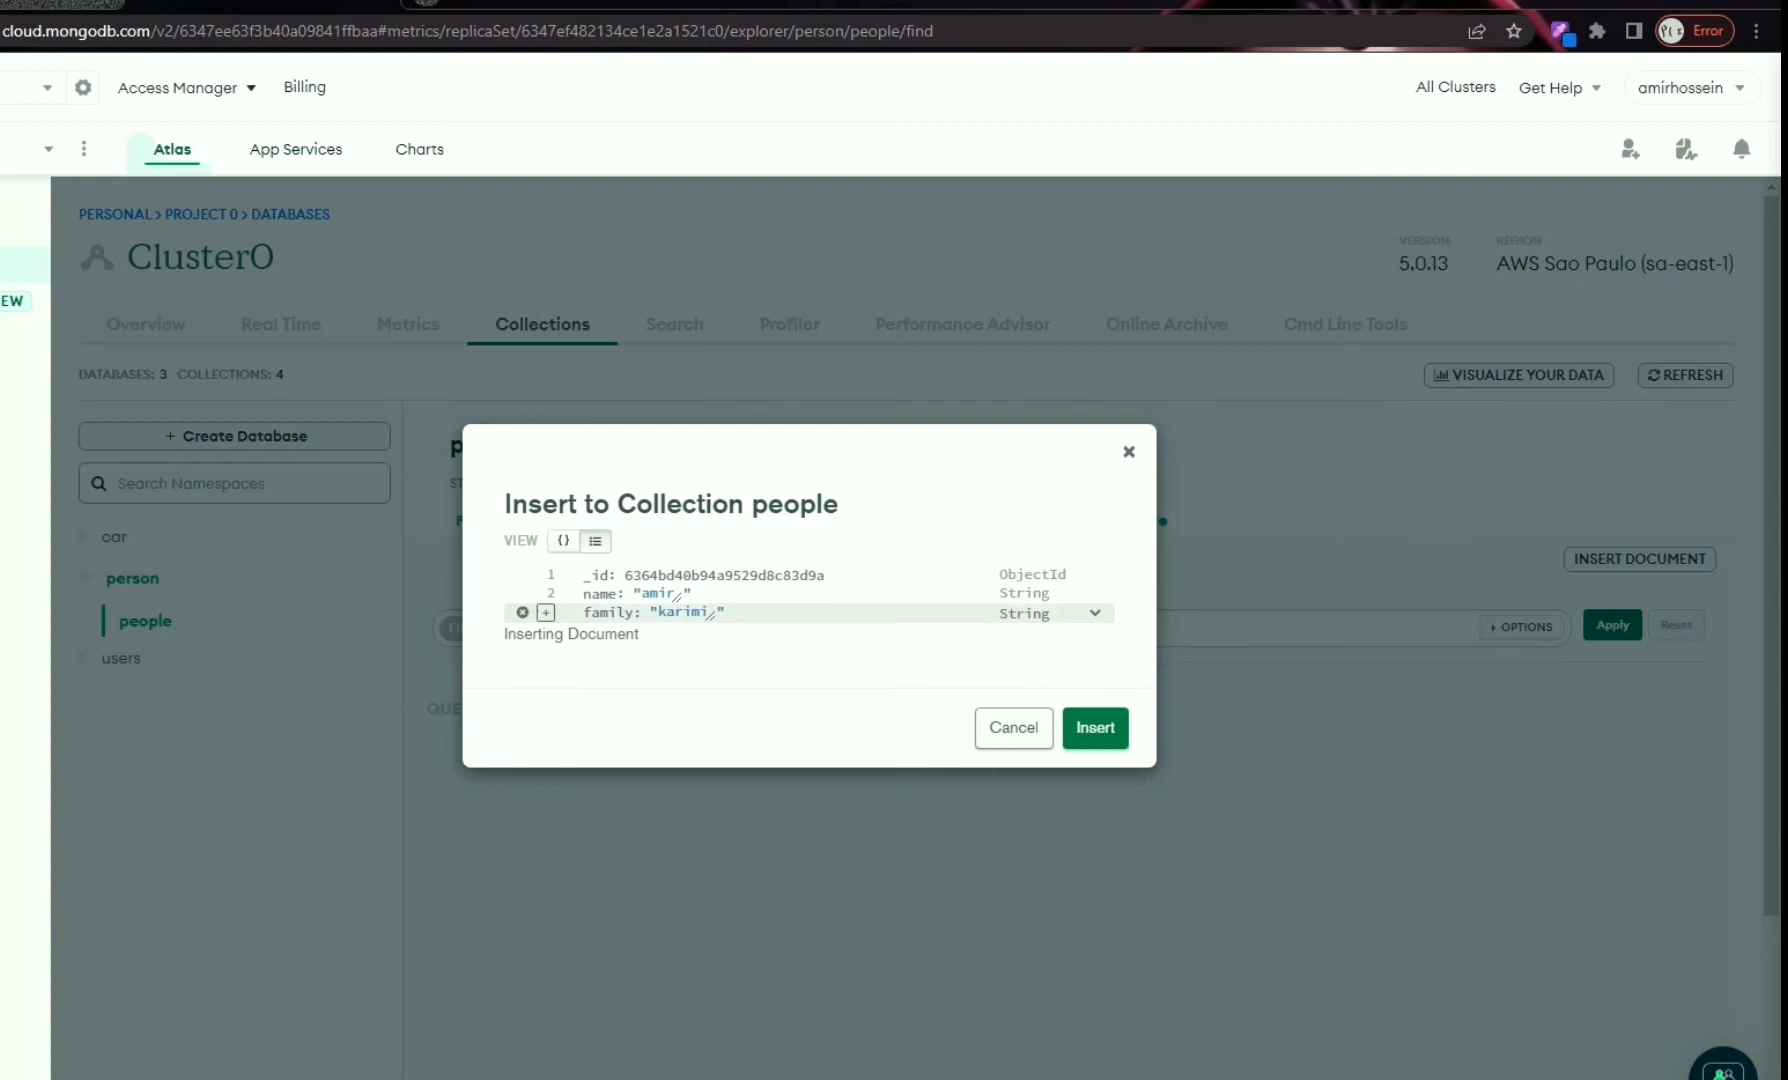 cloud.mongodb.com/v2/6347ee63f3b40a09841ffbaa#metrics/replicaSet/6347ef482134ce1e2a1521c0/explorer/person/people/find
Error
Access Manager
Billing
All Clusters
Get Help
amirhossein
Atlas
App Services
Charts
PERSONAL > PROJECT 0 > DATABASES
Cluster0
VERSION
5.0.13
REGION
AWS Sao Paulo (sa-east-1)
EW
Overview
Real Time
Metrics
Collections
Search
Profiler
Performance Advisor
Online Archive
Cmd Line Tools
DATABASES: 3 COLLECTIONS: 4
VISUALIZE YOUR DATA
REFRESH
+ Create Database
Search Namespaces
car
person
people
users
INSERT DOCUMENT
OPTIONS
Apply
Reset
QUE
Insert to Collection people
VIEW {}
1 _id: 6364bd40b94a9529d8c83d9a ObjectId
2 name: "amir" String
+ family: "karimi" String
Inserting Document
Cancel
Insert